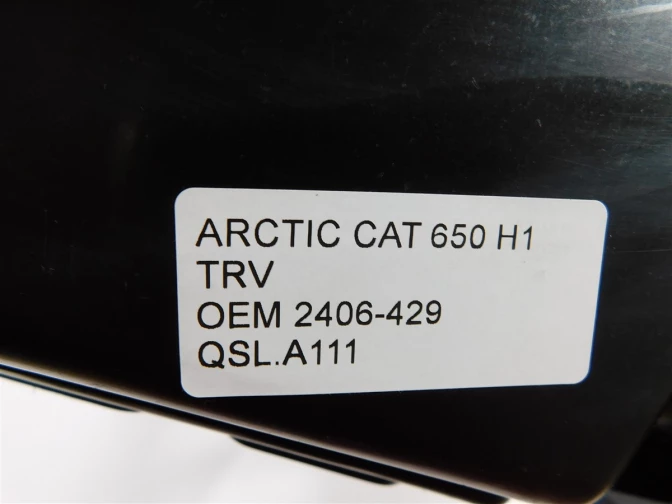 ARCTIC CAT 650 H1
TRV
OEM 2406-429
QSL.A111